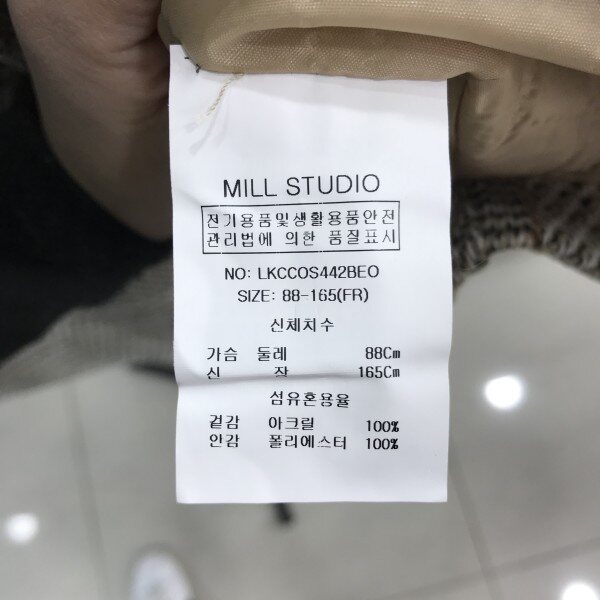 MILL STUDIO
전기용품및생활용품안전
관리법에 의한 품질표시
NO: LKCCOS442BEO
SIZE: 88-165(FR)
신체치수
가슴 둘레 88Cm
신 장 165Cm
섬유혼용율
겉감 아크릴 100%
안감 폴리에스터 100%